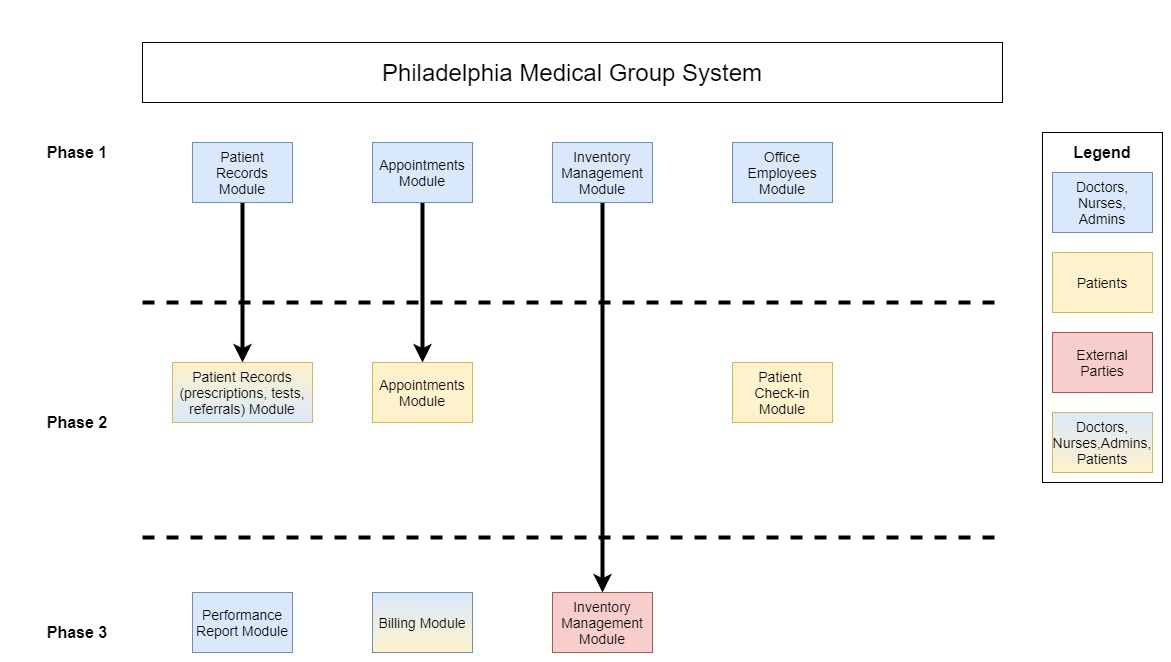 Philadelphia Medical Group System
Phase 1
Patient
Records
Module
Appointments
Module
Inventory
Management
Module
Office
Employees
Module
Legend
Doctors,
Nurses,
Admins
Patients
External
Parties
Doctors,
Nurses,Admins,
Patients
Phase 2
Patient Records
(prescriptions, tests,
referrals) Module
Appointments
Module
Patient
Check-in
Module
Phase 3
Performance
Report Module
Billing Module
Inventory
Management
Module